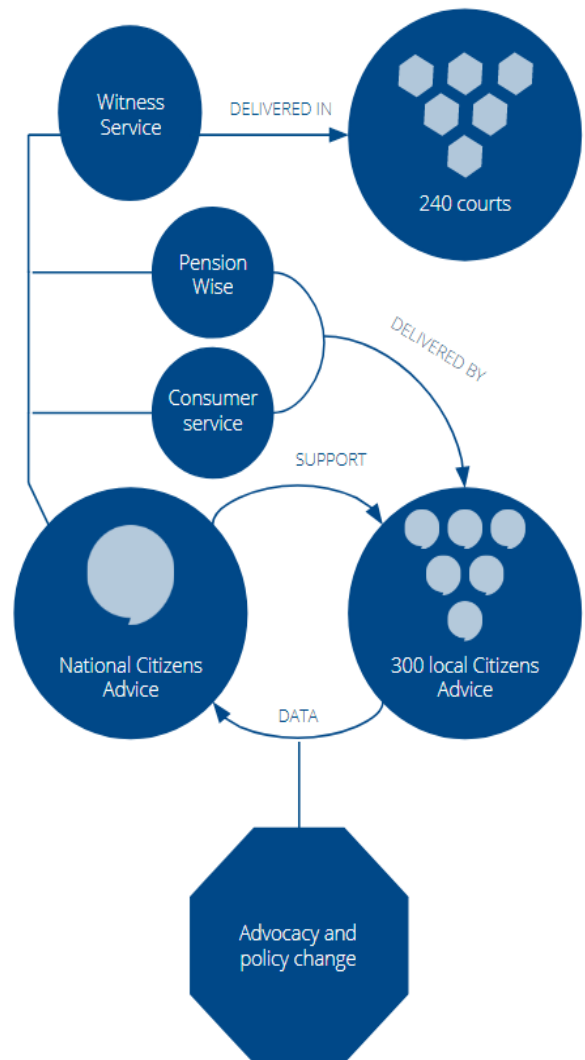 Witness
Service
DELIVERED IN
240 courts
Pension
Wise
DELIVERED BY
Consumer
service
SUPPORT
National Citizens
Advice
300 local Citizens
Advice
DATA
Advocacy and
policy change